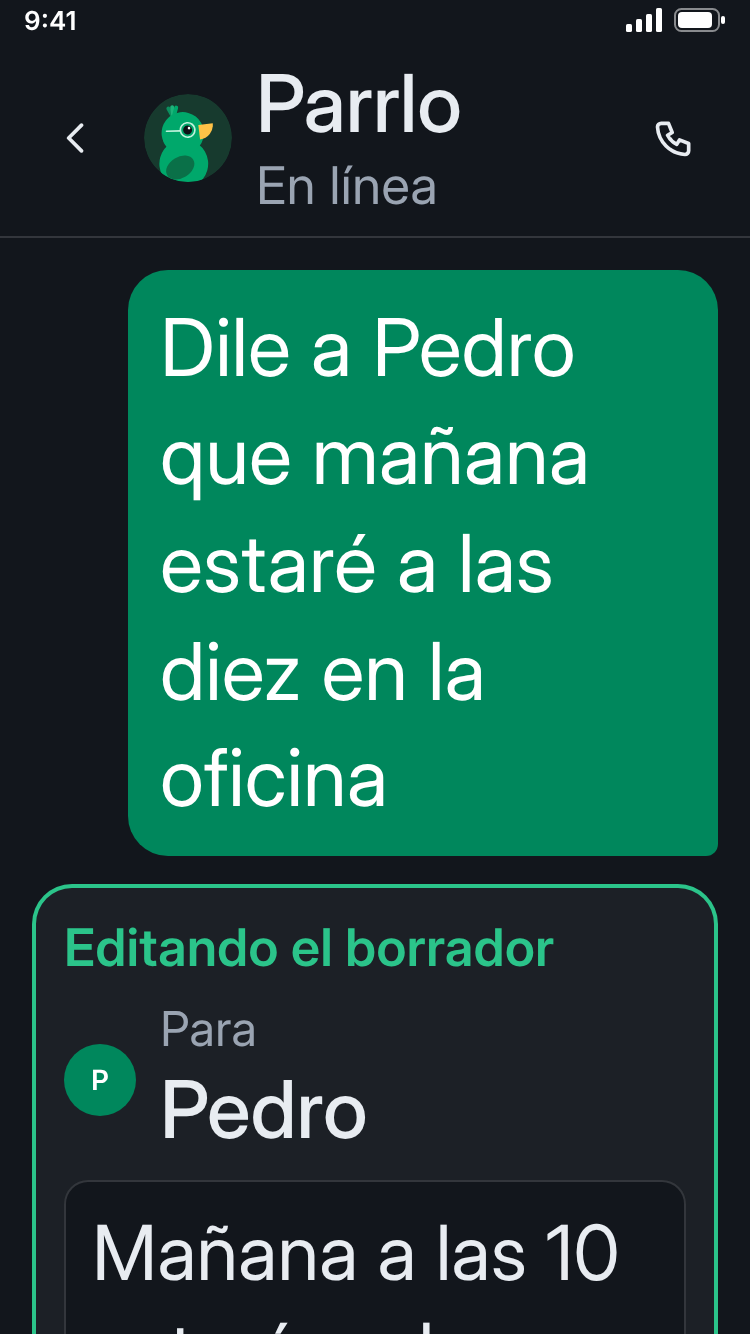 9:41
Parrlo
En línea
Dile a Pedro
que mañana
estaré a las
diez en la
oficina
Editando el borrador
Para
P
Pedro
Mañana a las 10